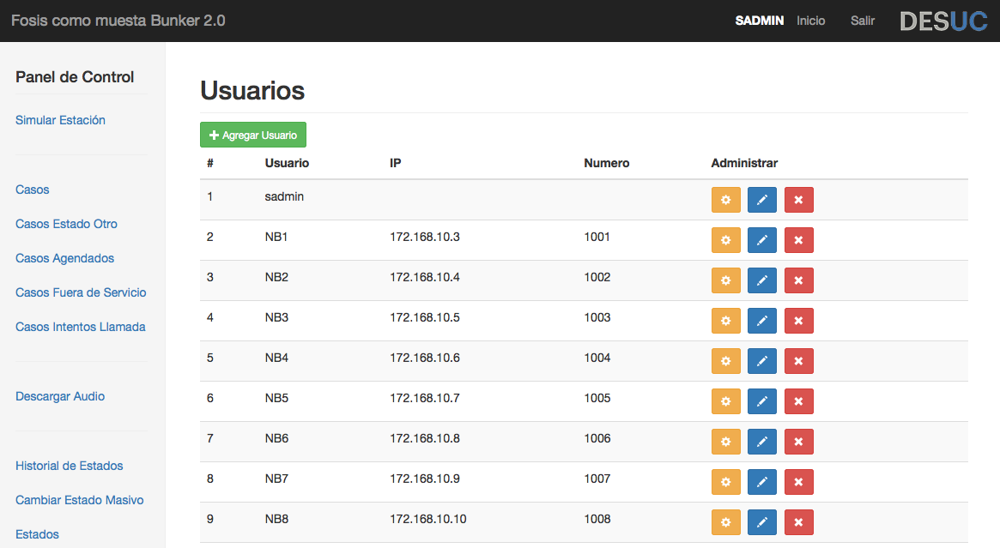 Fosis como muesta Bunker 2.0
SADMIN Inicio Salir DESUC
Panel de Control
Simular Estación
Casos
Casos Estado Otro
Casos Agendados
Casos Fuera de Servicio
Casos Intentos Llamada
Descargar Audio
Historial de Estados
Cambiar Estado Masivo
Estados
Usuarios
Agregar Usuario
# Usuario IP Numero Administrar
1 sadmin
2 NB1 172.168.10.3 1001
3 NB2 172.168.10.4 1002
4 NB3 172.168.10.5 1003
5 NB4 172.168.10.6 1004
6 NB5 172.168.10.7 1005
7 NB6 172.168.10.8 1006
8 NB7 172.168.10.9 1007
9 NB8 172.168.10.10 1008